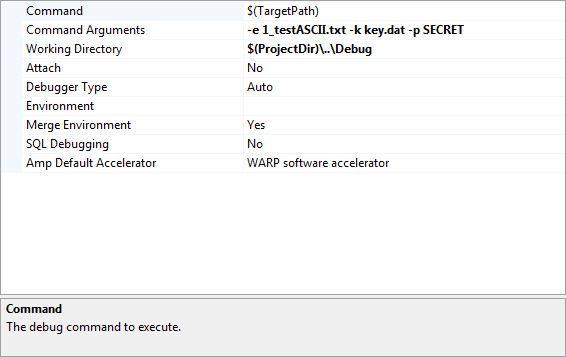 Command $(TargetPath)
Command Arguments -e 1_testASCII.txt -k key.dat -p SECRET
Working Directory $(ProjectDir)\..\Debug
Attach No
Debugger Type Auto
Environment
Merge Environment Yes
SQL Debugging No
Amp Default Accelerator WARP software accelerator
Command
The debug command to execute.